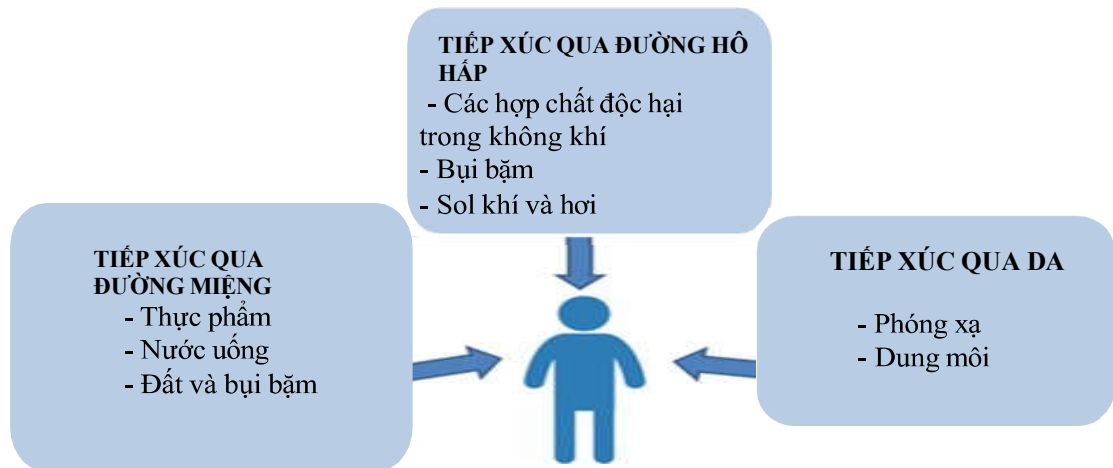 TIẾP XÚC QUA ĐƯỜNG HÔ
HẤP
- Các hợp chất độc hại
trong không khí
- Bụi bặm
- Sol khí và hơi
TIẾP XÚC QUA
ĐƯỜNG MIỆNG
- Thực phẩm
- Nước uống
- Đất và bụi bặm
TIẾP XÚC QUA DA
- Phóng xạ
- Dung môi